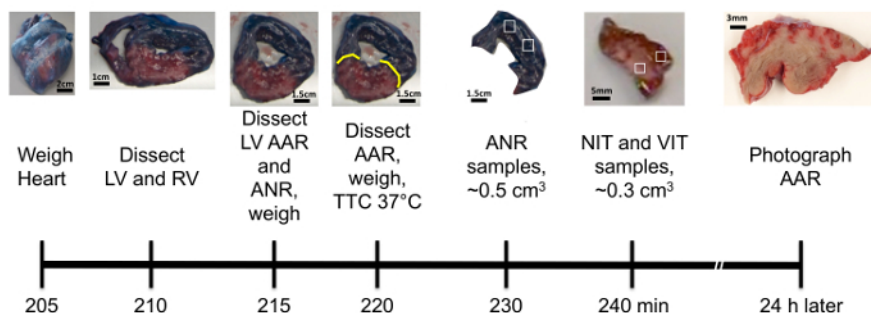 2cm
1cm
1.5cm
1.5cm
1.5cm
5mm
3mm
Weigh
Heart
Dissect
LV and RV
Dissect
LV AAR
and
ANR,
weigh
Dissect
AAR,
weigh,
TTC 37°C
ANR
samples,
~0.5 cm³
NIT and VIT
samples,
~0.3 cm³
Photograph
AAR
205
210
215
220
230
240 min
24 h later